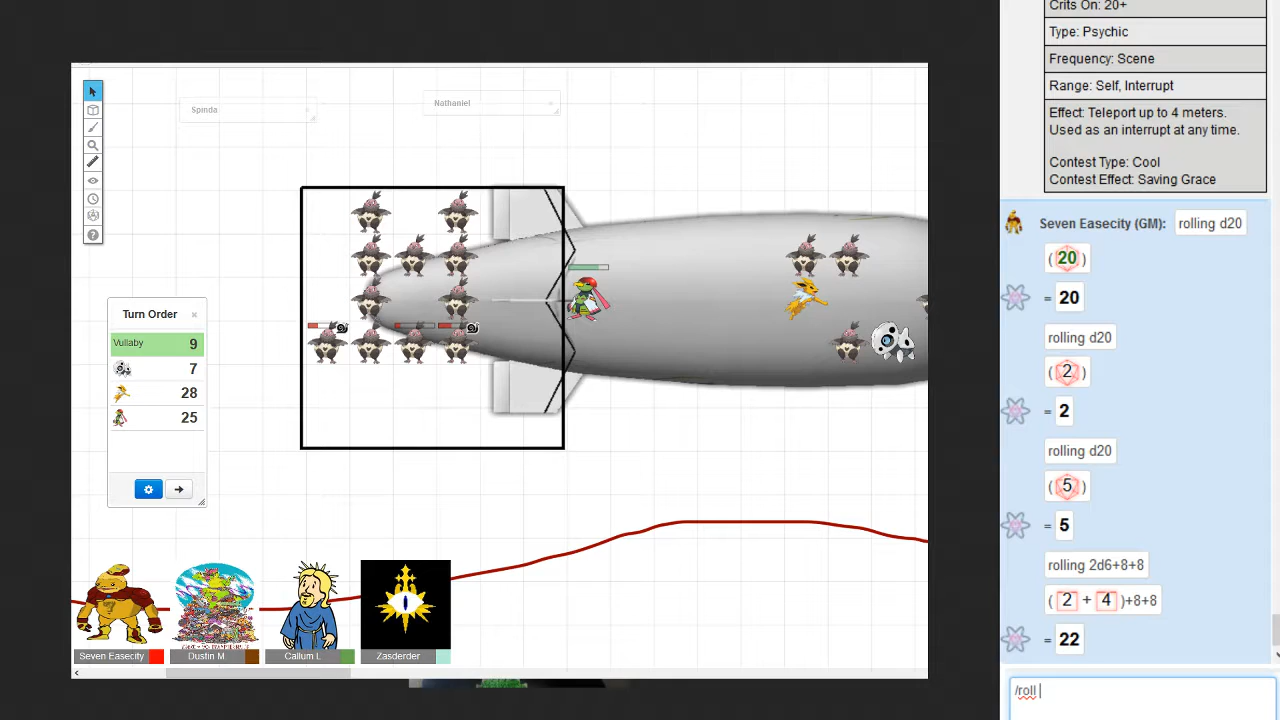 Spinda
Nathaniel
Turn Order
Vullaby 9
7
28
25
Seven Easecity
Dustin M
Callum L
Zasderder
Crits On: 20+
Type: Psychic
Frequency: Scene
Range: Self, Interrupt
Effect: Teleport up to 4 meters.
Used as an interrupt at any time.
Contest Type: Cool
Contest Effect: Saving Grace
Seven Easecity (GM): rolling d20
(20)
= 20
rolling d20
(2)
= 2
rolling d20
(5)
= 5
rolling 2d6+8+8
(2 + 4)+8+8
= 22
/roll